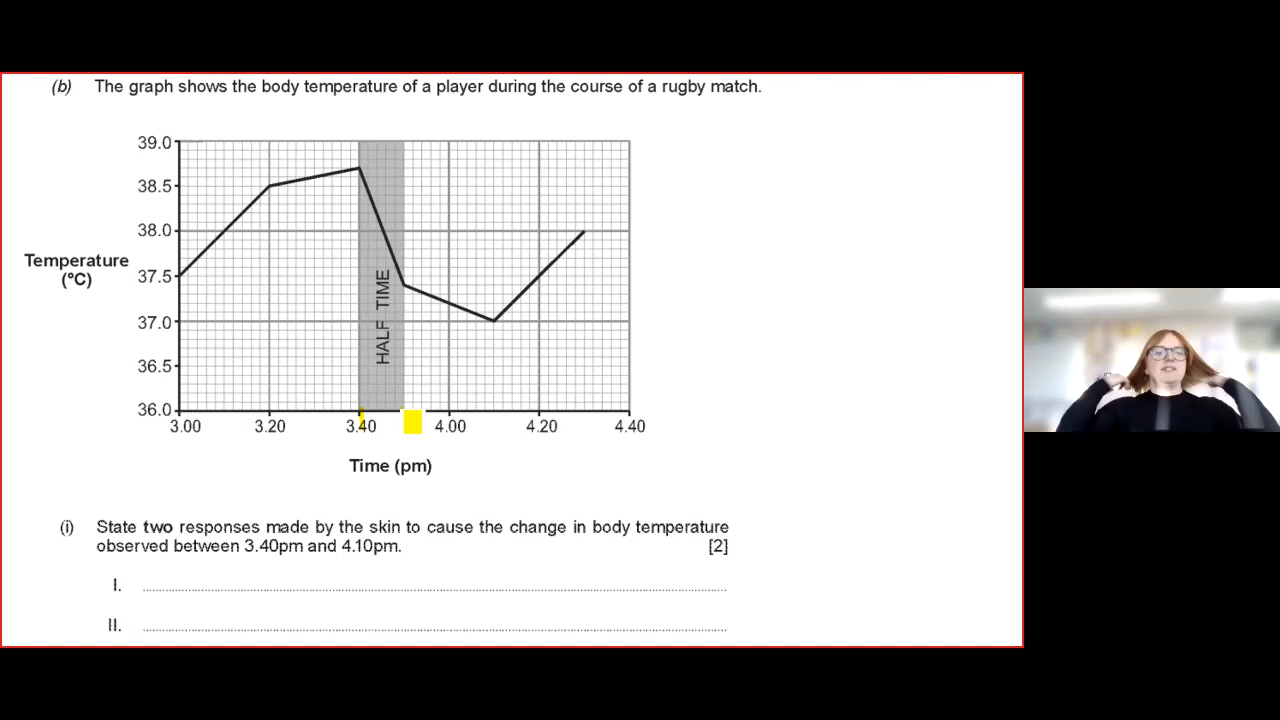 (b) The graph shows the body temperature of a player during the course of a rugby match.
39.0
38.5
38.0
Temperature
(°C)
37.5
37.0
36.5
36.0
HALF TIME
3.00 3.20 3.40 4.00 4.20 4.40
Time (pm)
(i) State two responses made by the skin to cause the change in body temperature
observed between 3.40pm and 4.10pm. [2]
I. ................................................................
II. ................................................................